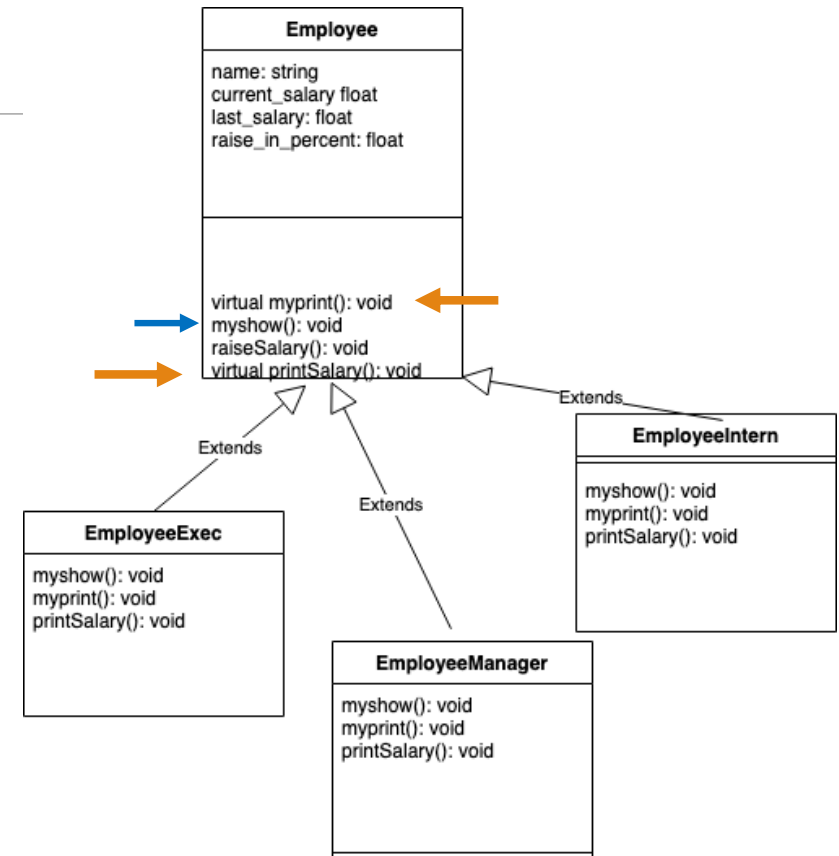 Employee
name: string
current_salary float
last_salary: float
raise_in_percent: float
virtual myprint(): void
myshow(): void
raiseSalary(): void
virtual printSalary(): void
Extends
Extends
Extends
EmployeeIntern
myshow(): void
myprint(): void
printSalary(): void
EmployeeExec
myshow(): void
myprint(): void
printSalary(): void
EmployeeManager
myshow(): void
myprint(): void
printSalary(): void